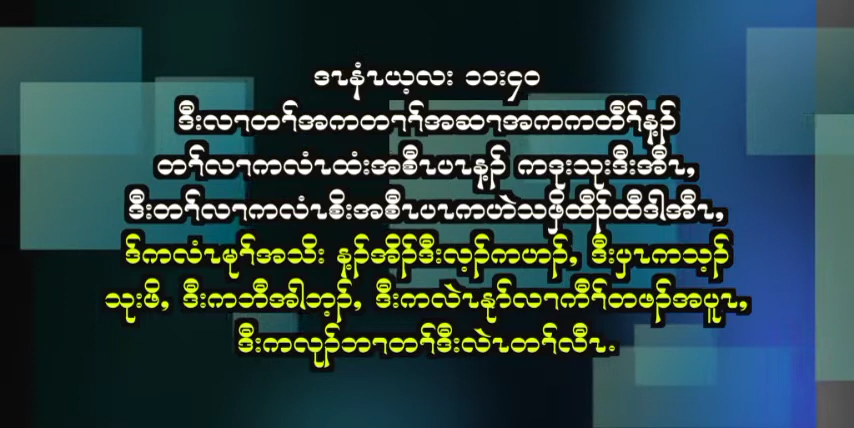 ဒၤနံၤယ့လး ၁၁း၄၀
ဒီးလၢတၢ်အကတၢၢ်အဆၢအကကတီၢ်န့ၣ်
တၢ်လၢကလံၤထံးအစီၤပၤန့ၣ် ကဒုးသုးဒီးအီၤ,
ဒီးတၢ်လၢကလံၤစိးအစီၤပၤကဟဲသဖှိထီၣ်ထီဒါအီၤ,
ဒ်ကလံၤမုၢ်အသိး န့ၣ်အိၣ်ဒီးလ့ၣ်ကဟၣ်, ဒီးပှၤကသ့ၣ်
သုးဖိ, ဒီးကဘီအါဘ့ၣ်, ဒီးကလဲၤနုာ်လၢကီၢ်တဖၣ်အပူၤ,
ဒီးကလုၣ်ဘၢတၢ်ဒီးလဲၤတၢ်လီၤ.